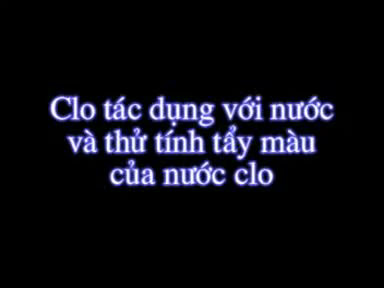 Clo tác dụng với nước
và thử tính tẩy màu
của nước clo